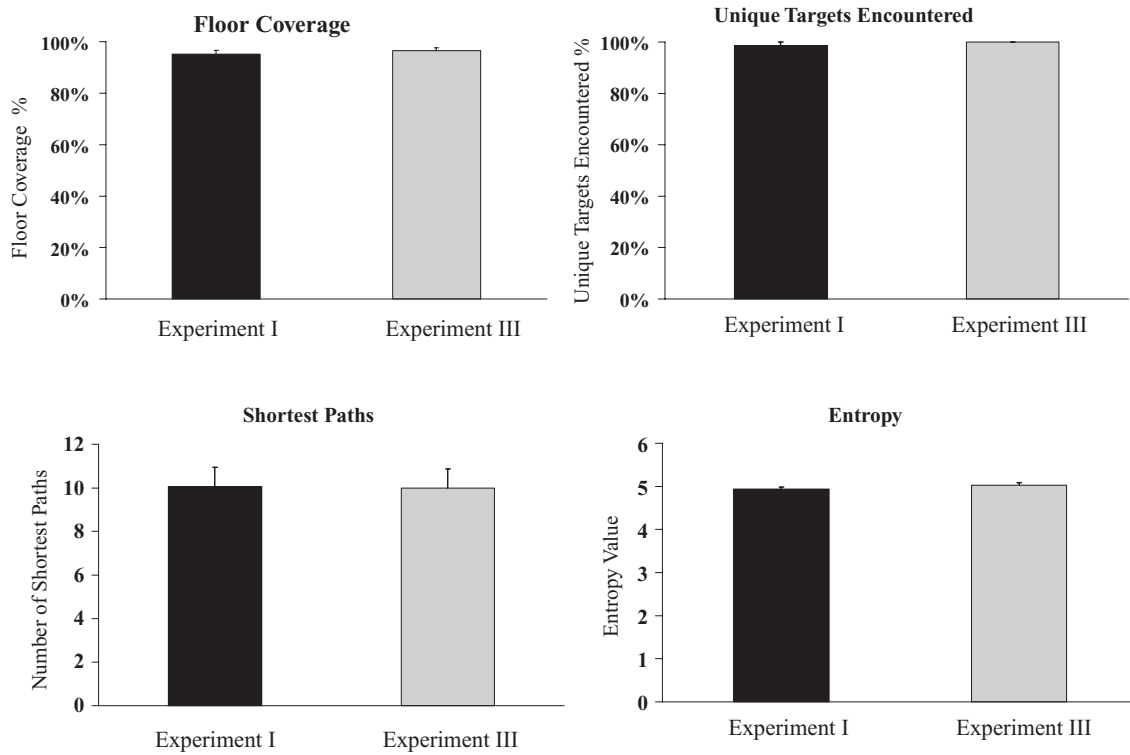 Floor Coverage
Floor Coverage %
100%
80%
60%
40%
20%
0%
Experiment I Experiment III
Unique Targets Encountered
Unique Targets Encountered %
100%
80%
60%
40%
20%
0%
Experiment I Experiment III
Shortest Paths
Number of Shortest Paths
12
10
8
6
4
2
0
Experiment I Experiment III
Entropy
Entropy Value
6
5
4
3
2
1
0
Experiment I Experiment III